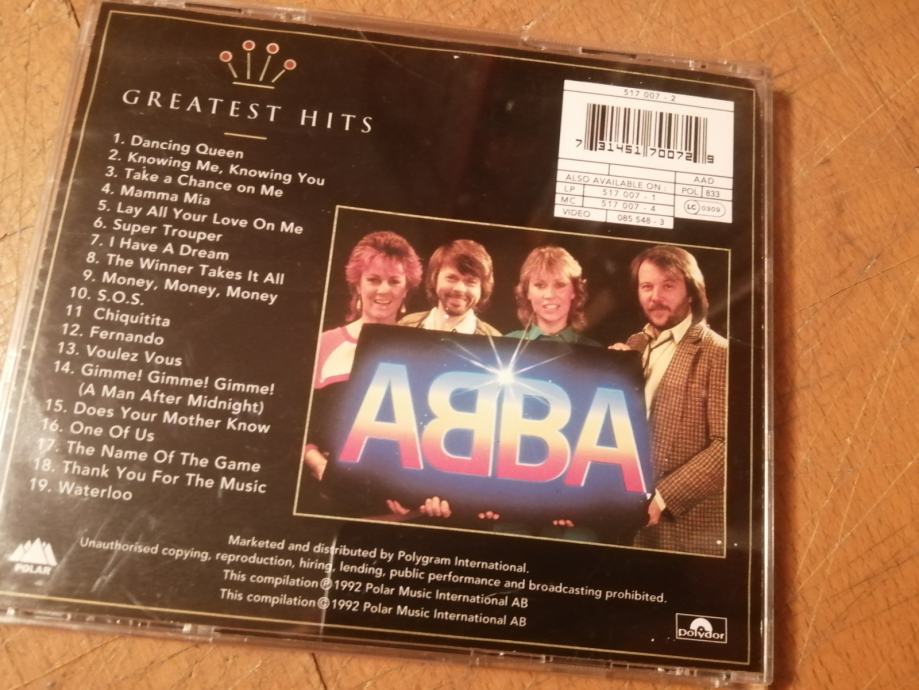 GREATEST HITS
1. Dancing Queen
2. Knowing Me, Knowing You
3. Take a Chance on Me
4. Mamma Mia
5. Lay All Your Love On Me
6. Super Trouper
7. I Have A Dream
8. The Winner Takes It All
9. Money, Money, Money
10. S.O.S.
11 Chiquitita
12. Fernando
13. Voulez Vous
14. Gimme! Gimme! Gimme!
(A Man After Midnight)
15. Does Your Mother Know
16. One Of Us
17. The Name Of The Game
18. Thank You For The Music
19. Waterloo
517 007 - 2
7 31451 70072 9
ALSO AVAILABLE ON :
LP 517 007 - 1
MC 517 007 - 4
VIDEO 085 548 - 3
AAD
POL 833
LC 0309
ABBA
Marketed and distributed by Polygram International.
Unauthorised copying, reproduction, hiring, lending, public performance and broadcasting prohibited.
This compilation ℗ 1992 Polar Music International AB
This compilation © 1992 Polar Music International AB
POLAR
Polydor